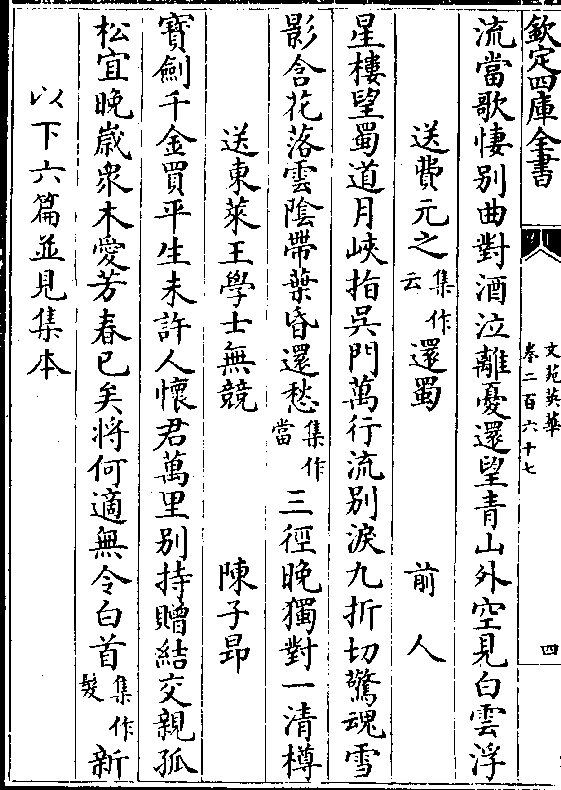 欽定四庫全書
文苑英華
卷二百六十七
四
流當歌悽别曲對酒泣離憂還望青山外空見白雲浮
送費元之集作云還蜀 前人
星樓望蜀道月峽指吳門萬行流别淚九折切驚魂雪
影含花落雲陰帶葉昏還愁集作當三徑晚獨對一清樽
送東萊王學士無競 陳子昂
寶劍千金買平生未許人懷君萬里别持贈結交親孤
松宜晚歲衆木愛芳春已矣將何適無令白首集作髮新
以下六篇並見集本